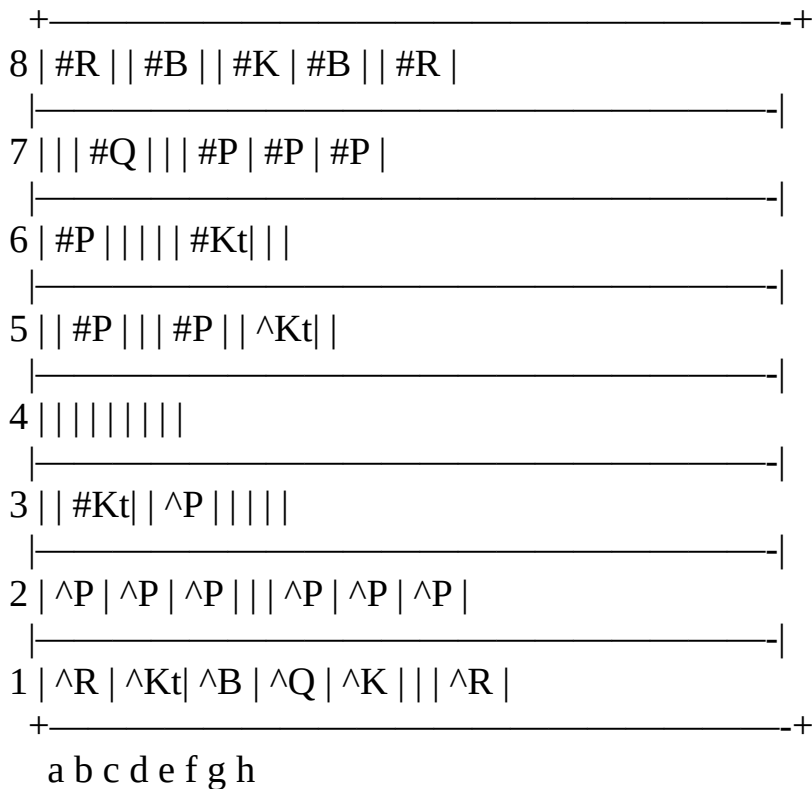 +—————————————————-+
8 | #R | | #B | | #K | #B | | #R |
|—————————————————-|
7 | | | #Q | | | #P | #P | #P |
|—————————————————-|
6 | #P | | | | | #Kt| | |
|—————————————————-|
5 | | #P | | | #P | | ^Kt| |
|—————————————————-|
4 | | | | | | | | |
|—————————————————-|
3 | | #Kt| | ^P | | | | |
|—————————————————-|
2 | ^P | ^P | ^P | | | ^P | ^P | ^P |
|—————————————————-|
1 | ^R | ^Kt| ^B | ^Q | ^K | | | ^R |
+—————————————————-+
a b c d e f g h